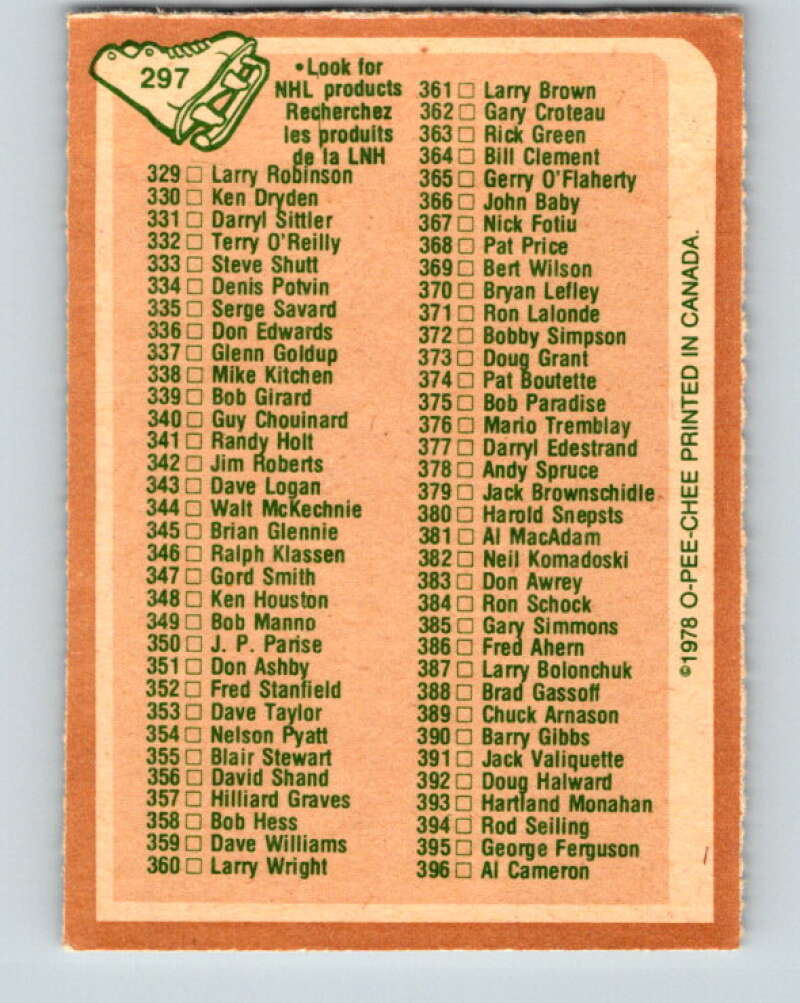 297
•Look for
NHL products
Recherchez
les produits
de la LNH
329 □ Larry Robinson
330 □ Ken Dryden
331 □ Darryl Sittler
332 □ Terry O'Reilly
333 □ Steve Shutt
334 □ Denis Potvin
335 □ Serge Savard
336 □ Don Edwards
337 □ Glenn Goldup
338 □ Mike Kitchen
339 □ Bob Girard
340 □ Guy Chouinard
341 □ Randy Holt
342 □ Jim Roberts
343 □ Dave Logan
344 □ Walt McKechnie
345 □ Brian Glennie
346 □ Ralph Klassen
347 □ Gord Smith
348 □ Ken Houston
349 □ Bob Manno
350 □ J. P. Parise
351 □ Don Ashby
352 □ Fred Stanfield
353 □ Dave Taylor
354 □ Nelson Pyatt
355 □ Blair Stewart
356 □ David Shand
357 □ Hilliard Graves
358 □ Bob Hess
359 □ Dave Williams
360 □ Larry Wright
361 □ Larry Brown
362 □ Gary Croteau
363 □ Rick Green
364 □ Bill Clement
365 □ Gerry O'Flaherty
366 □ John Baby
367 □ Nick Fotiu
368 □ Pat Price
369 □ Bert Wilson
370 □ Bryan Lefley
371 □ Ron Lalonde
372 □ Bobby Simpson
373 □ Doug Grant
374 □ Pat Boutette
375 □ Bob Paradise
376 □ Mario Tremblay
377 □ Darryl Edestrand
378 □ Andy Spruce
379 □ Jack Brownschidle
380 □ Harold Snepsts
381 □ Al MacAdam
382 □ Neil Komadoski
383 □ Don Awrey
384 □ Ron Schock
385 □ Gary Simmons
386 □ Fred Ahern
387 □ Larry Bolonchuk
388 □ Brad Gassoff
389 □ Chuck Arnason
390 □ Barry Gibbs
391 □ Jack Valiquette
392 □ Doug Halward
393 □ Hartland Monahan
394 □ Rod Seiling
395 □ George Ferguson
396 □ Al Cameron
©1978 O-PEE-CHEE PRINTED IN CANADA.